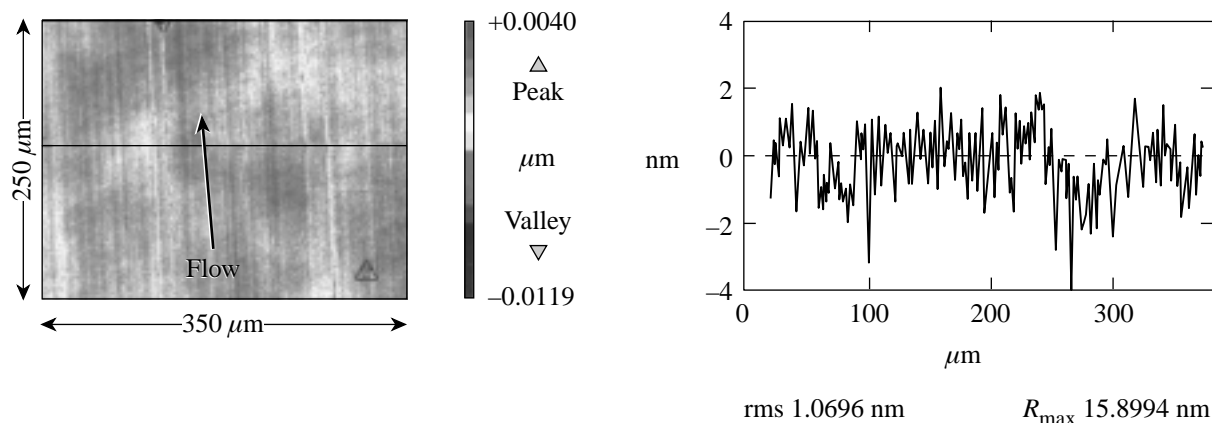 250 μm
Flow
350 μm
+0.0040
Peak
μm
Valley
–0.0119
nm
4
2
0
–2
–4
0
100
200
300
μm
rms 1.0696 nm
Rmax 15.8994 nm